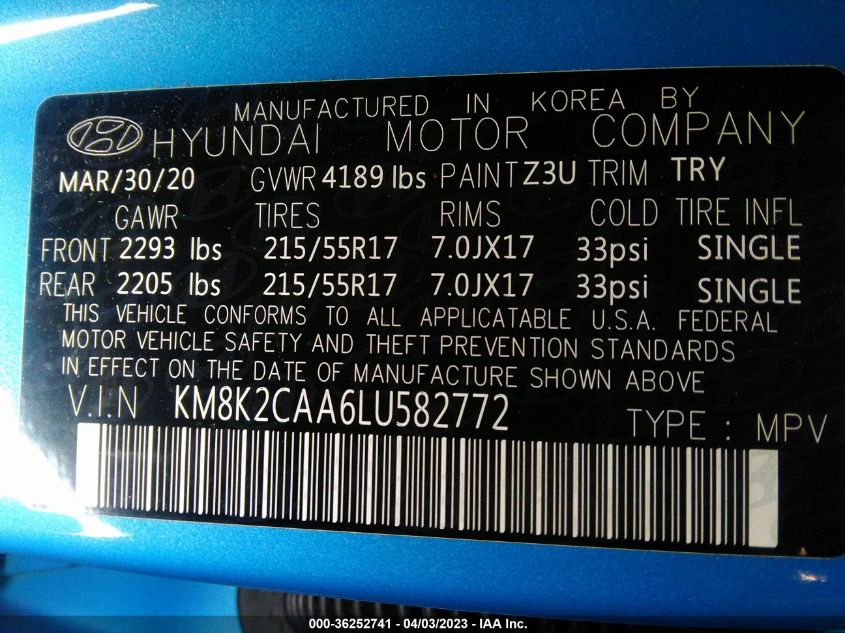 MANUFACTURED IN KOREA BY
HYUNDAI MOTOR COMPANY
MAR/30/20 GVWR 4189 lbs PAINT Z3U TRIM TRY
GAWR TIRES RIMS COLD TIRE INFL
FRONT 2293 lbs 215/55R17 7.0JX17 33psi SINGLE
REAR 2205 lbs 215/55R17 7.0JX17 33psi SINGLE
THIS VEHICLE CONFORMS TO ALL APPLICATABLE U.S.A. FEDERAL
MOTOR VEHICLE SAFETY AND THEFT PREVENTION STANDARDS
IN EFFECT ON THE DATE OF MANUFACTURE SHOWN ABOVE
V.I.N KM8K2CAA6LU582772
TYPE : MPV
000-36252741 - 04/03/2023 - IAA Inc.